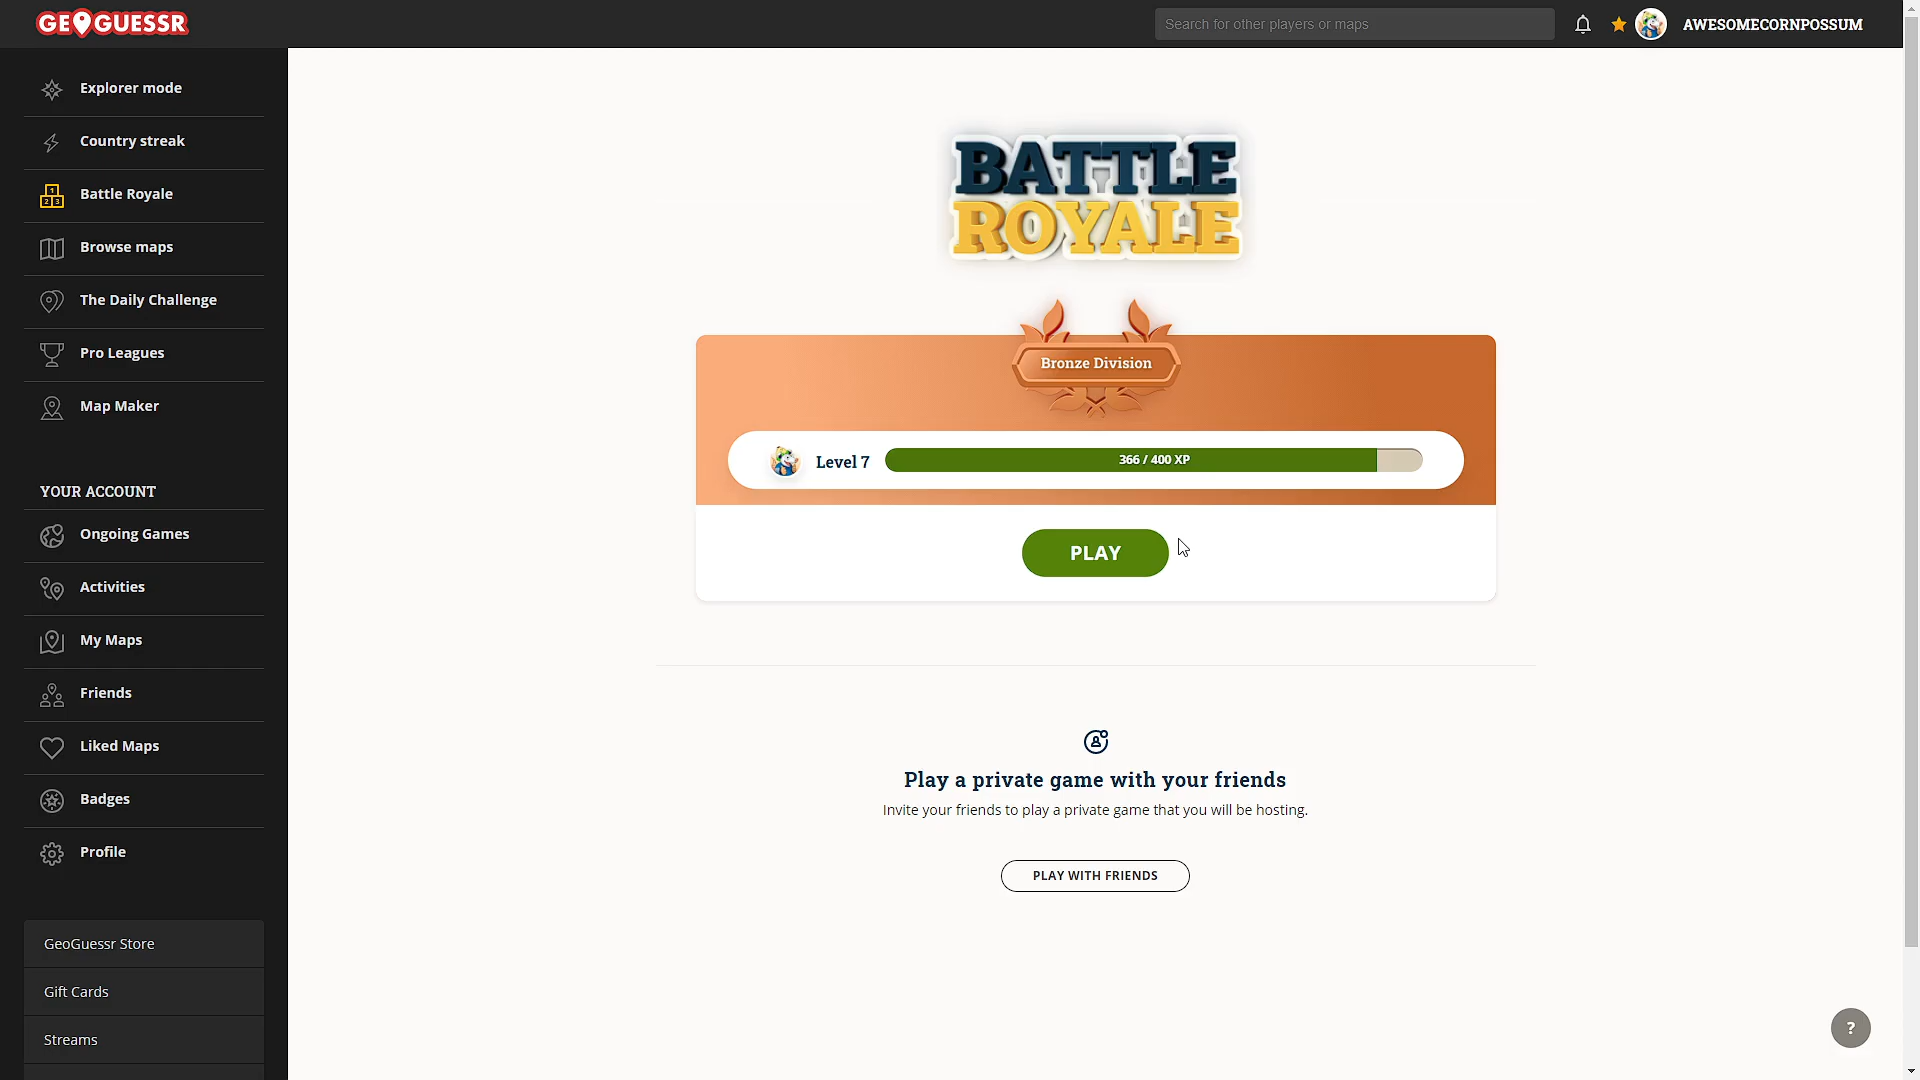 GEOGUESSR
Search for other players or maps
AWESOMECORNPOSSUM
Explorer mode
Country streak
Battle Royale
Browse maps
The Daily Challenge
Pro Leagues
Map Maker
YOUR ACCOUNT
Ongoing Games
Activities
My Maps
Friends
Liked Maps
Badges
Profile
GeoGuessr Store
Gift Cards
Streams
BATTLE
ROYALE
Bronze Division
Level 7
366 / 400 XP
PLAY
Play a private game with your friends
Invite your friends to play a private game that you will be hosting.
PLAY WITH FRIENDS
?